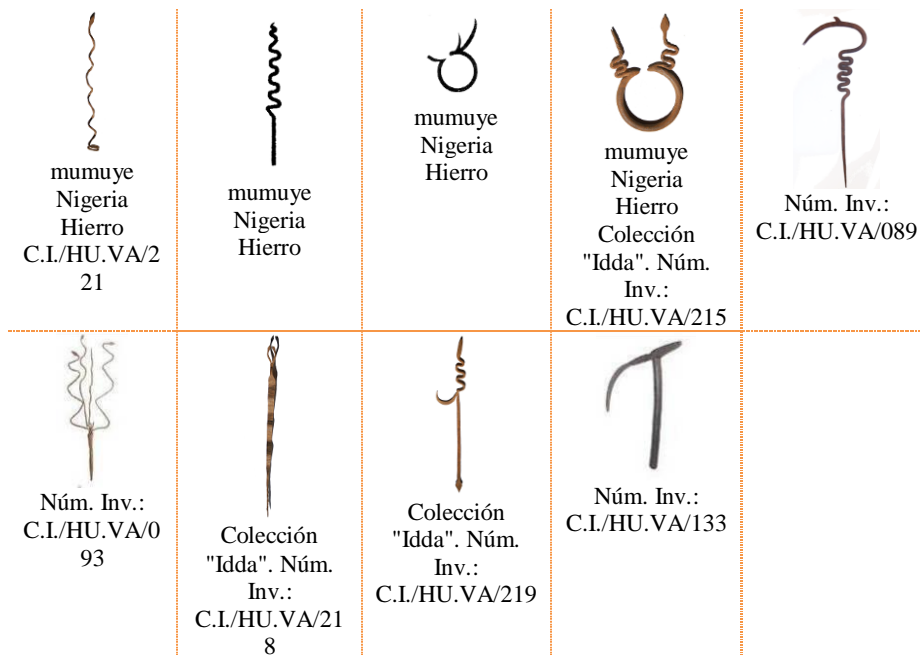 mumuye
Nigeria
Hierro
C.I./HU.VA/2
21
mumuye
Nigeria
Hierro
mumuye
Nigeria
Hierro
mumuye
Nigeria
Hierro
Colección
"Idda". Núm.
Inv.:
C.I./HU.VA/215
Núm. Inv.:
C.I./HU.VA/089
Núm. Inv.:
C.I./HU.VA/0
93
Colección
"Idda". Núm.
Inv.:
C.I./HU.VA/21
8
Colección
"Idda". Núm.
Inv.:
C.I./HU.VA/219
Núm. Inv.:
C.I./HU.VA/133